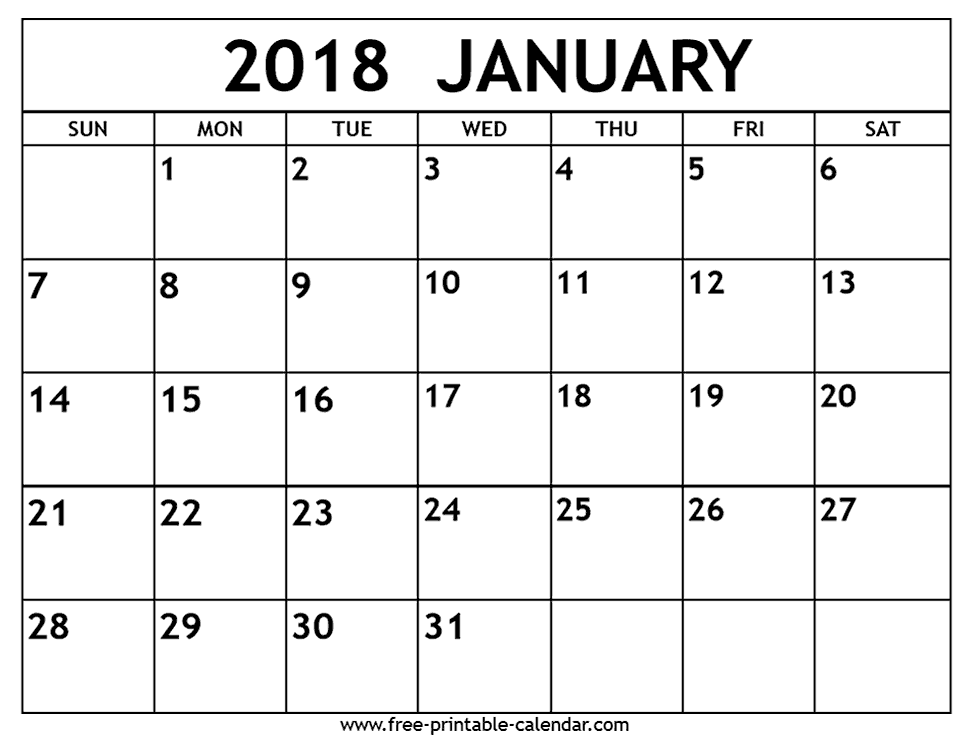 2018 JANUARY
SUN MON TUE WED THU FRI SAT
1 2 3 4 5 6
7 8 9 10 11 12 13
14 15 16 17 18 19 20
21 22 23 24 25 26 27
28 29 30 31
www.free-printable-calendar.com